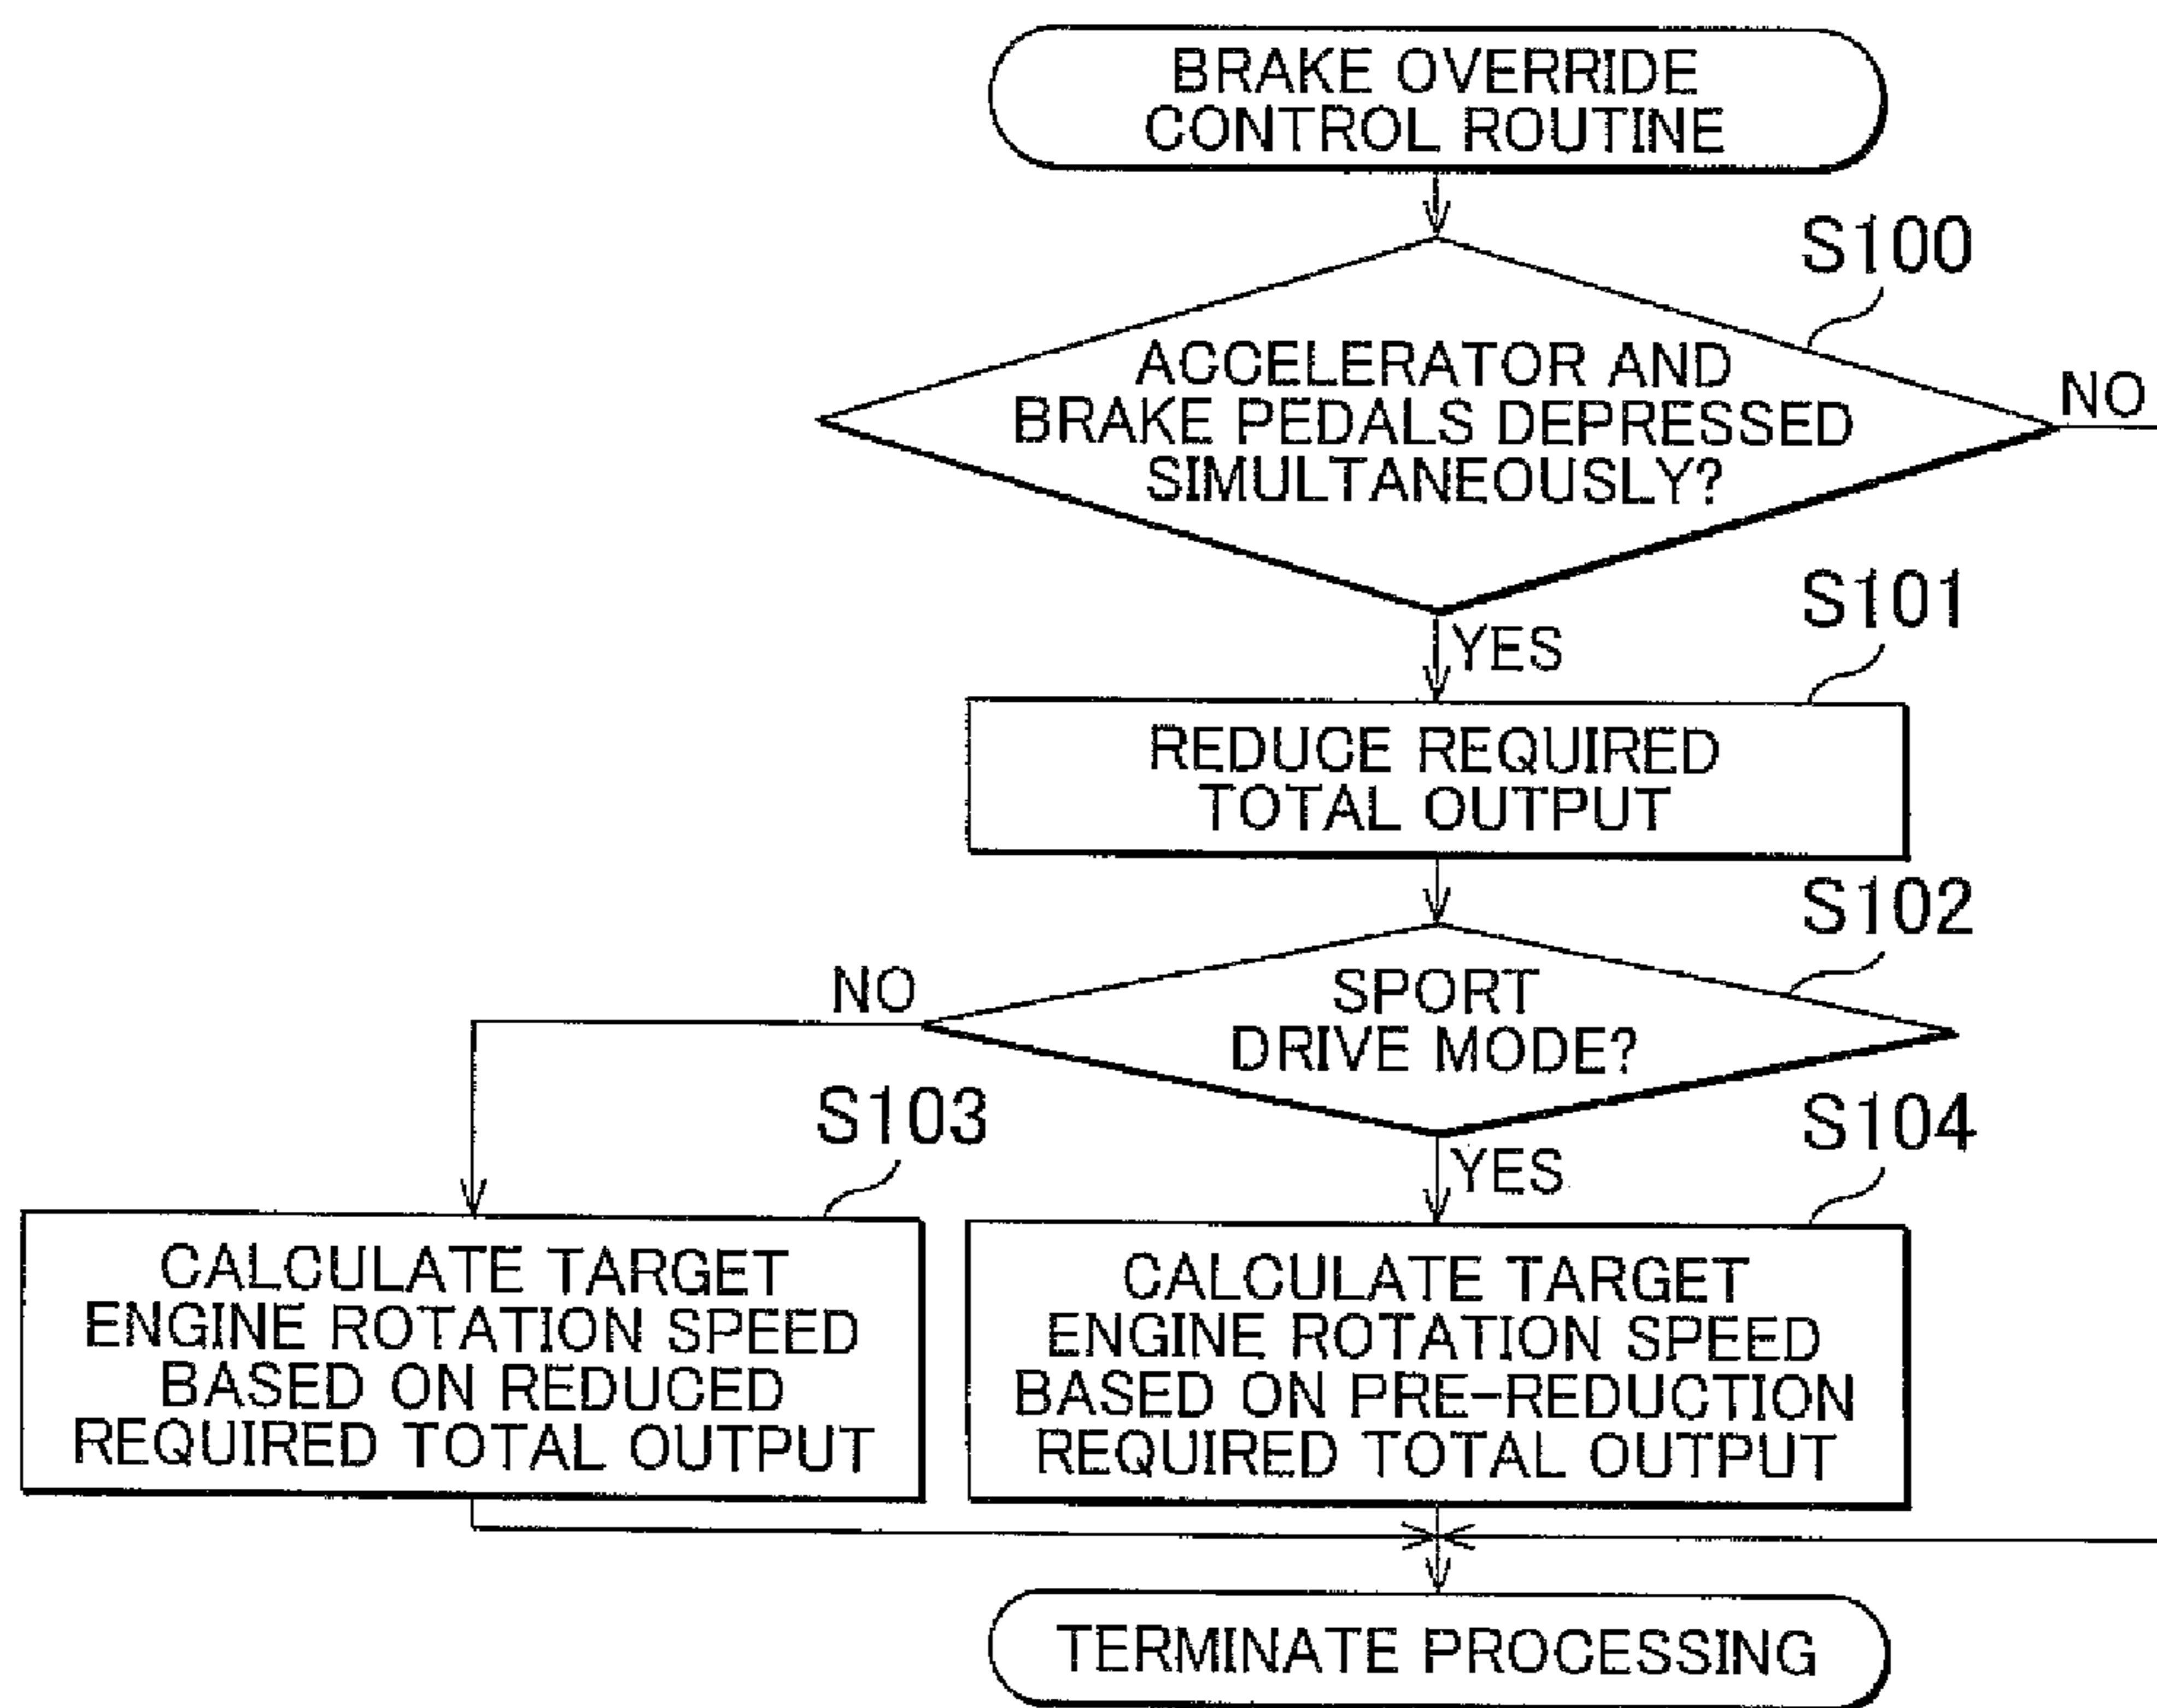 BRAKE OVERRIDE
CONTROL ROUTINE
S100
ACCELERATOR AND
BRAKE PEDALS DEPRESSED
SIMULTANEOUSLY?
NO
YES
S101
REDUCE REQUIRED
TOTAL OUTPUT
S102
SPORT
DRIVE MODE?
NO
YES
S103
CALCULATE TARGET
ENGINE ROTATION SPEED
BASED ON REDUCED
REQUIRED TOTAL OUTPUT
S104
CALCULATE TARGET
ENGINE ROTATION SPEED
BASED ON PRE-REDUCTION
REQUIRED TOTAL OUTPUT
TERMINATE PROCESSING